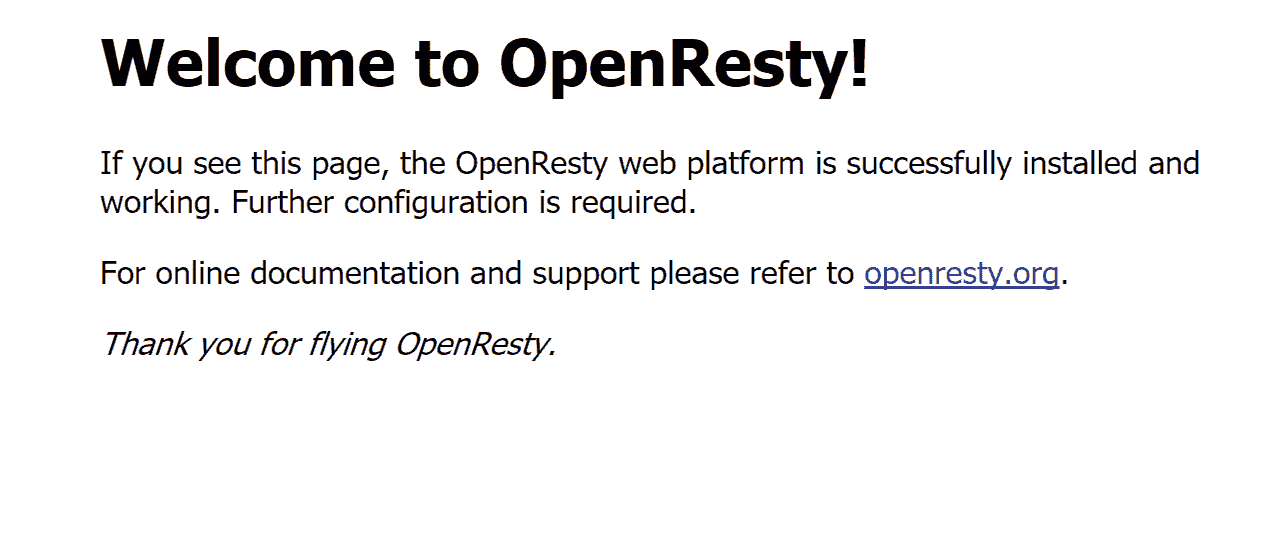 Welcome to OpenResty!
If you see this page, the OpenResty web platform is successfully installed and
working. Further configuration is required.
For online documentation and support please refer to openresty.org.
Thank you for flying OpenResty.